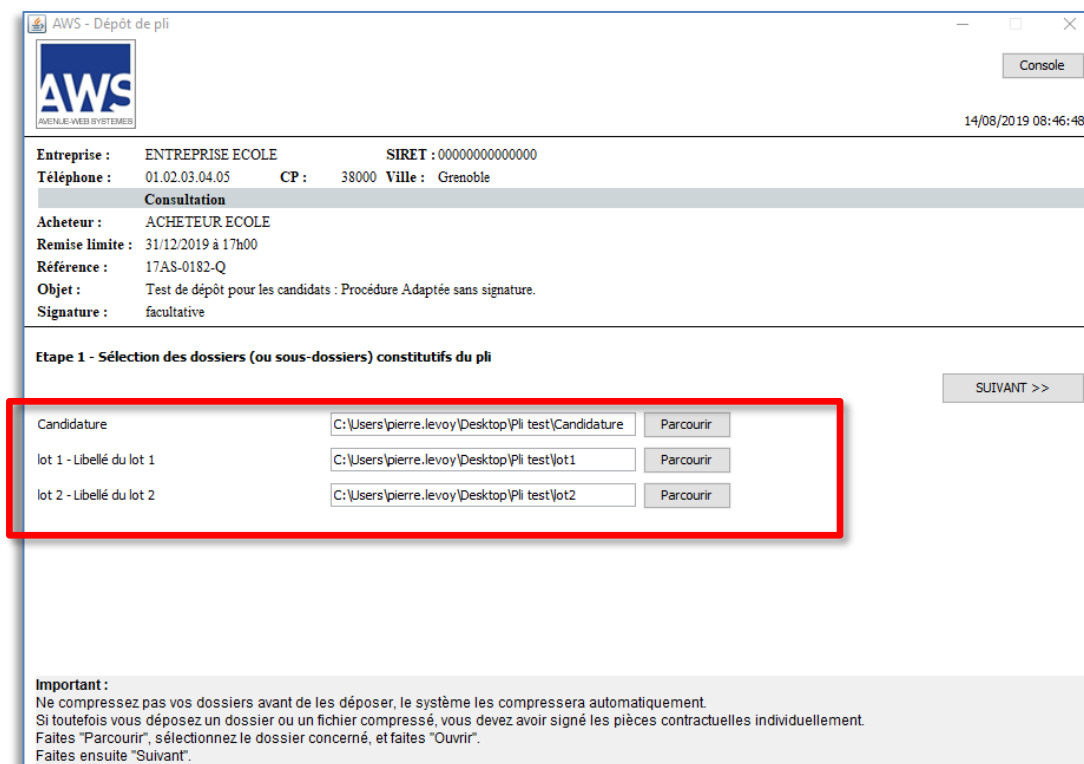 AWS - Dépôt de pli
AWS
AVENUE-WEB SYSTEMES
Console
14/08/2019 08:46:48
Entreprise : ENTREPRISE ECOLE SIRET : 00000000000000
Téléphone : 01.02.03.04.05 CP : 38000 Ville : Grenoble
Consultation
Acheteur : ACHETEUR ECOLE
Remise limite : 31/12/2019 à 17h00
Référence : 17AS-0182-Q
Objet : Test de dépôt pour les candidats : Procédure Adaptée sans signature.
Signature : facultative
Etape 1 - Sélection des dossiers (ou sous-dossiers) constitutifs du pli
SUIVANT >>
Candidature C:\Users\pierre.levoy\Desktop\Pli test\Candidature Parcourir
lot 1 - Libellé du lot 1 C:\Users\pierre.levoy\Desktop\Pli test\lot1 Parcourir
lot 2 - Libellé du lot 2 C:\Users\pierre.levoy\Desktop\Pli test\lot2 Parcourir
Important :
Ne compressez pas vos dossiers avant de les déposer, le système les compressera automatiquement.
Si toutefois vous déposez un dossier ou un fichier compressé, vous devez avoir signé les pièces contractuelles individuellement.
Faites "Parcourir", sélectionnez le dossier concerné, et faites "Ouvrir".
Faites ensuite "Suivant".